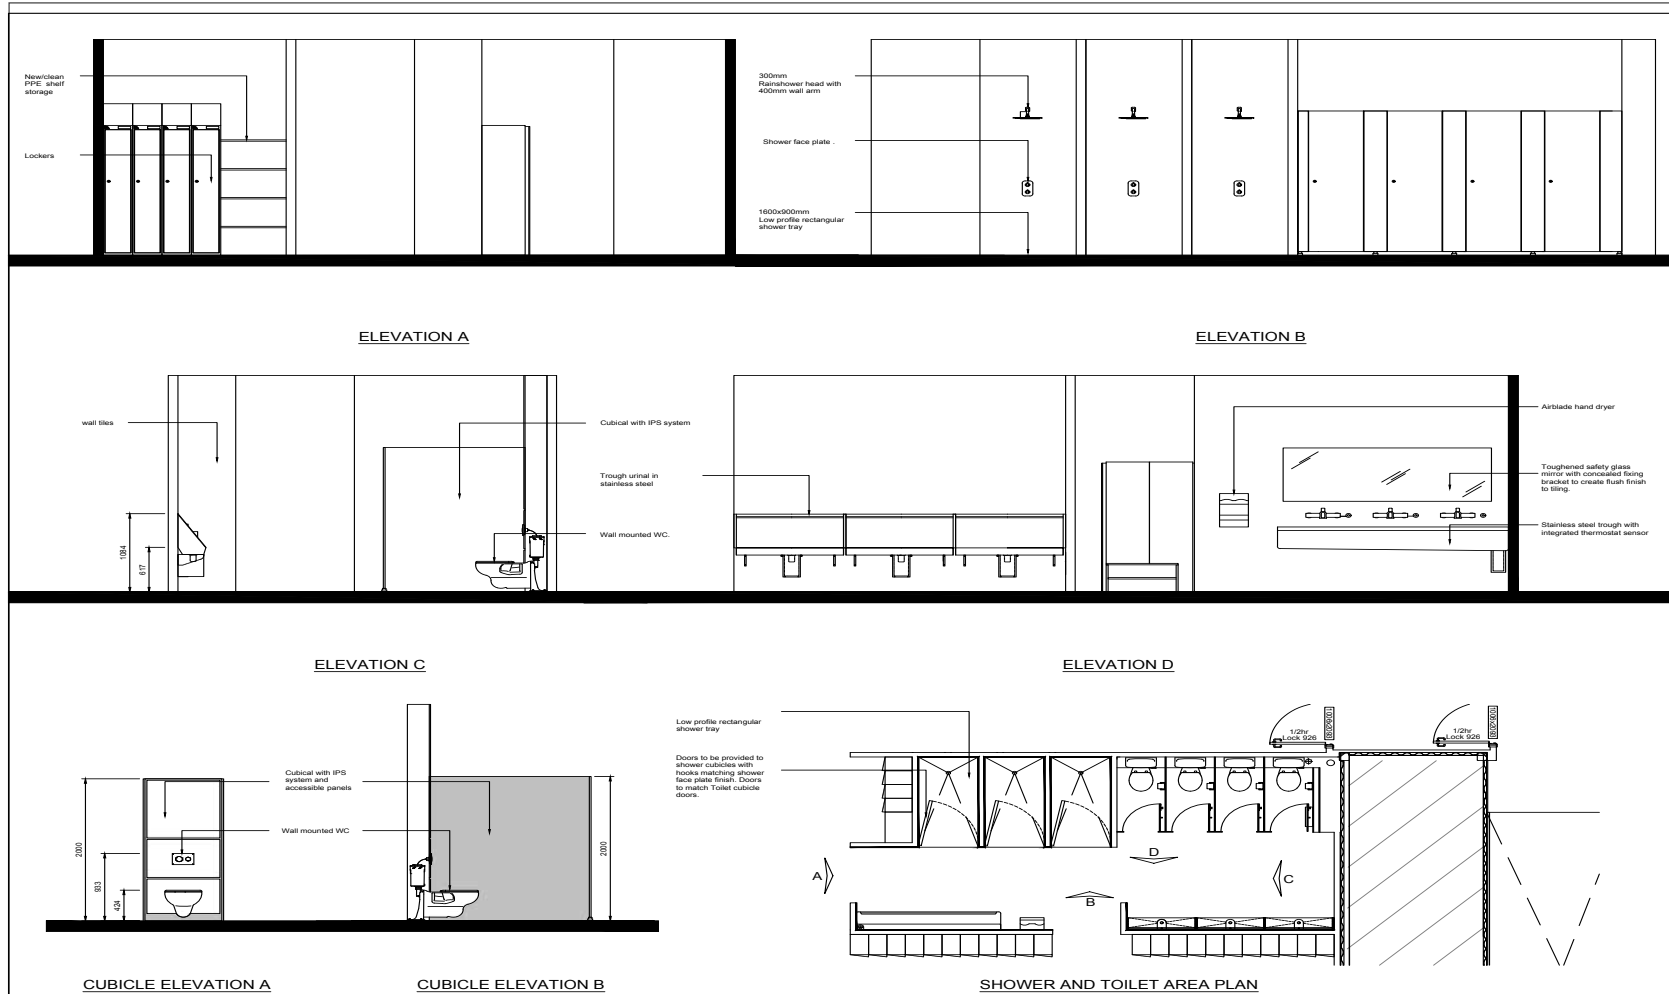 New/clean
PPE shelf
storage
Lockers
300mm
Rainshower head with
400mm wall arm
Shower face plate .
1600x900mm
Low profile rectangular
shower tray
ELEVATION A
ELEVATION B
wall tiles
1084
617
Cubical with IPS system
Trough urinal in
stainless steel
Wall mounted WC.
Airblade hand dryer
Toughened safety glass
mirror with concealed fixing
bracket to create flush finish
to tiling.
Stainless steel trough with
integrated thermostat sensor
ELEVATION C
ELEVATION D
2000
933
424
Cubical with IPS
system and
accessible panels
Wall mounted WC
2000
Low profile rectangular
shower tray
Doors to be provided to
shower cubicles with
hooks matching shower
face plate finish. Doors
to match Toilet cubicle
doors.
1/2hr
Lock 926
1/2hr
Lock 926
A
D
C
B
CUBICLE ELEVATION A
CUBICLE ELEVATION B
SHOWER AND TOILET AREA PLAN